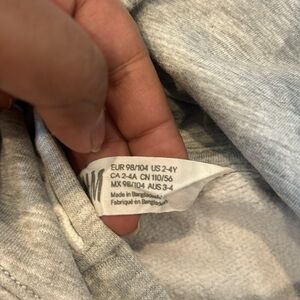 EUR 98/104 US 2-4Y
CA 2-4A CN 110/56
MX 98/104 AUS 3-4
Made in Bangladesh/
Fabriqué en Bangladesh